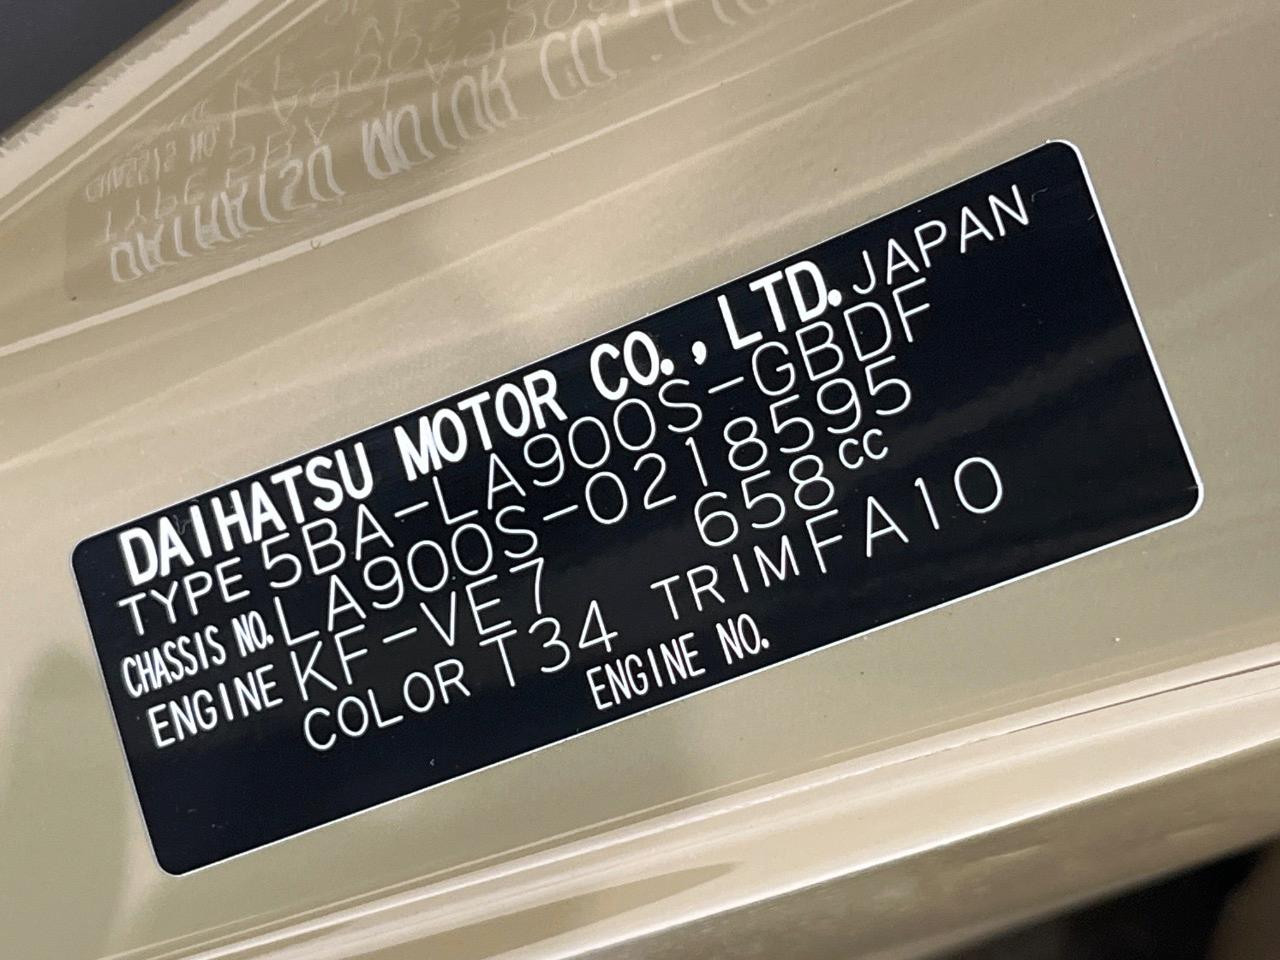 DAIHATSU MOTOR CO., LTD. JAPAN
TYPE 5BA-LA900S-GBDF
CHASSIS NO. LA900S-0218595
ENGINE KF-VE7 658cc
COLOR T34 TRIM FA10
ENGINE NO.